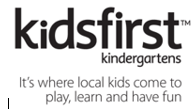 kidsfirst™
kindergartens
It's where local kids come to
play, learn and have fun